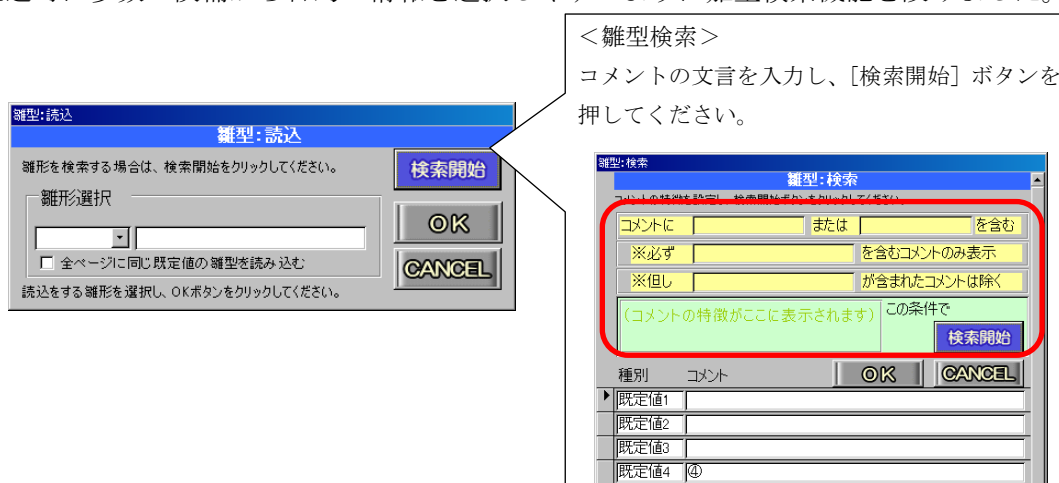 ＜雛型検索＞
コメントの文言を入力し、［検索開始］ボタンを
押してください。
雛型:読込
雛型:読込
雛形を検索する場合は、検索開始をクリックしてください。
検索開始
雛形選択
OK
全ページに同じ既定値の雛型を読み込む
CANCEL
読込をする雛形を選択し、OKボタンをクリックしてください。
雛型:検索
雛型:検索
コメントに または を含む
※必ず を含むコメントのみ表示
※但し が含まれたコメントは除く
(コメントの特徴がここに表示されます) この条件で
検索開始
種別 コメント OK CANCEL
既定値1
既定値2
既定値3
既定値4 ④